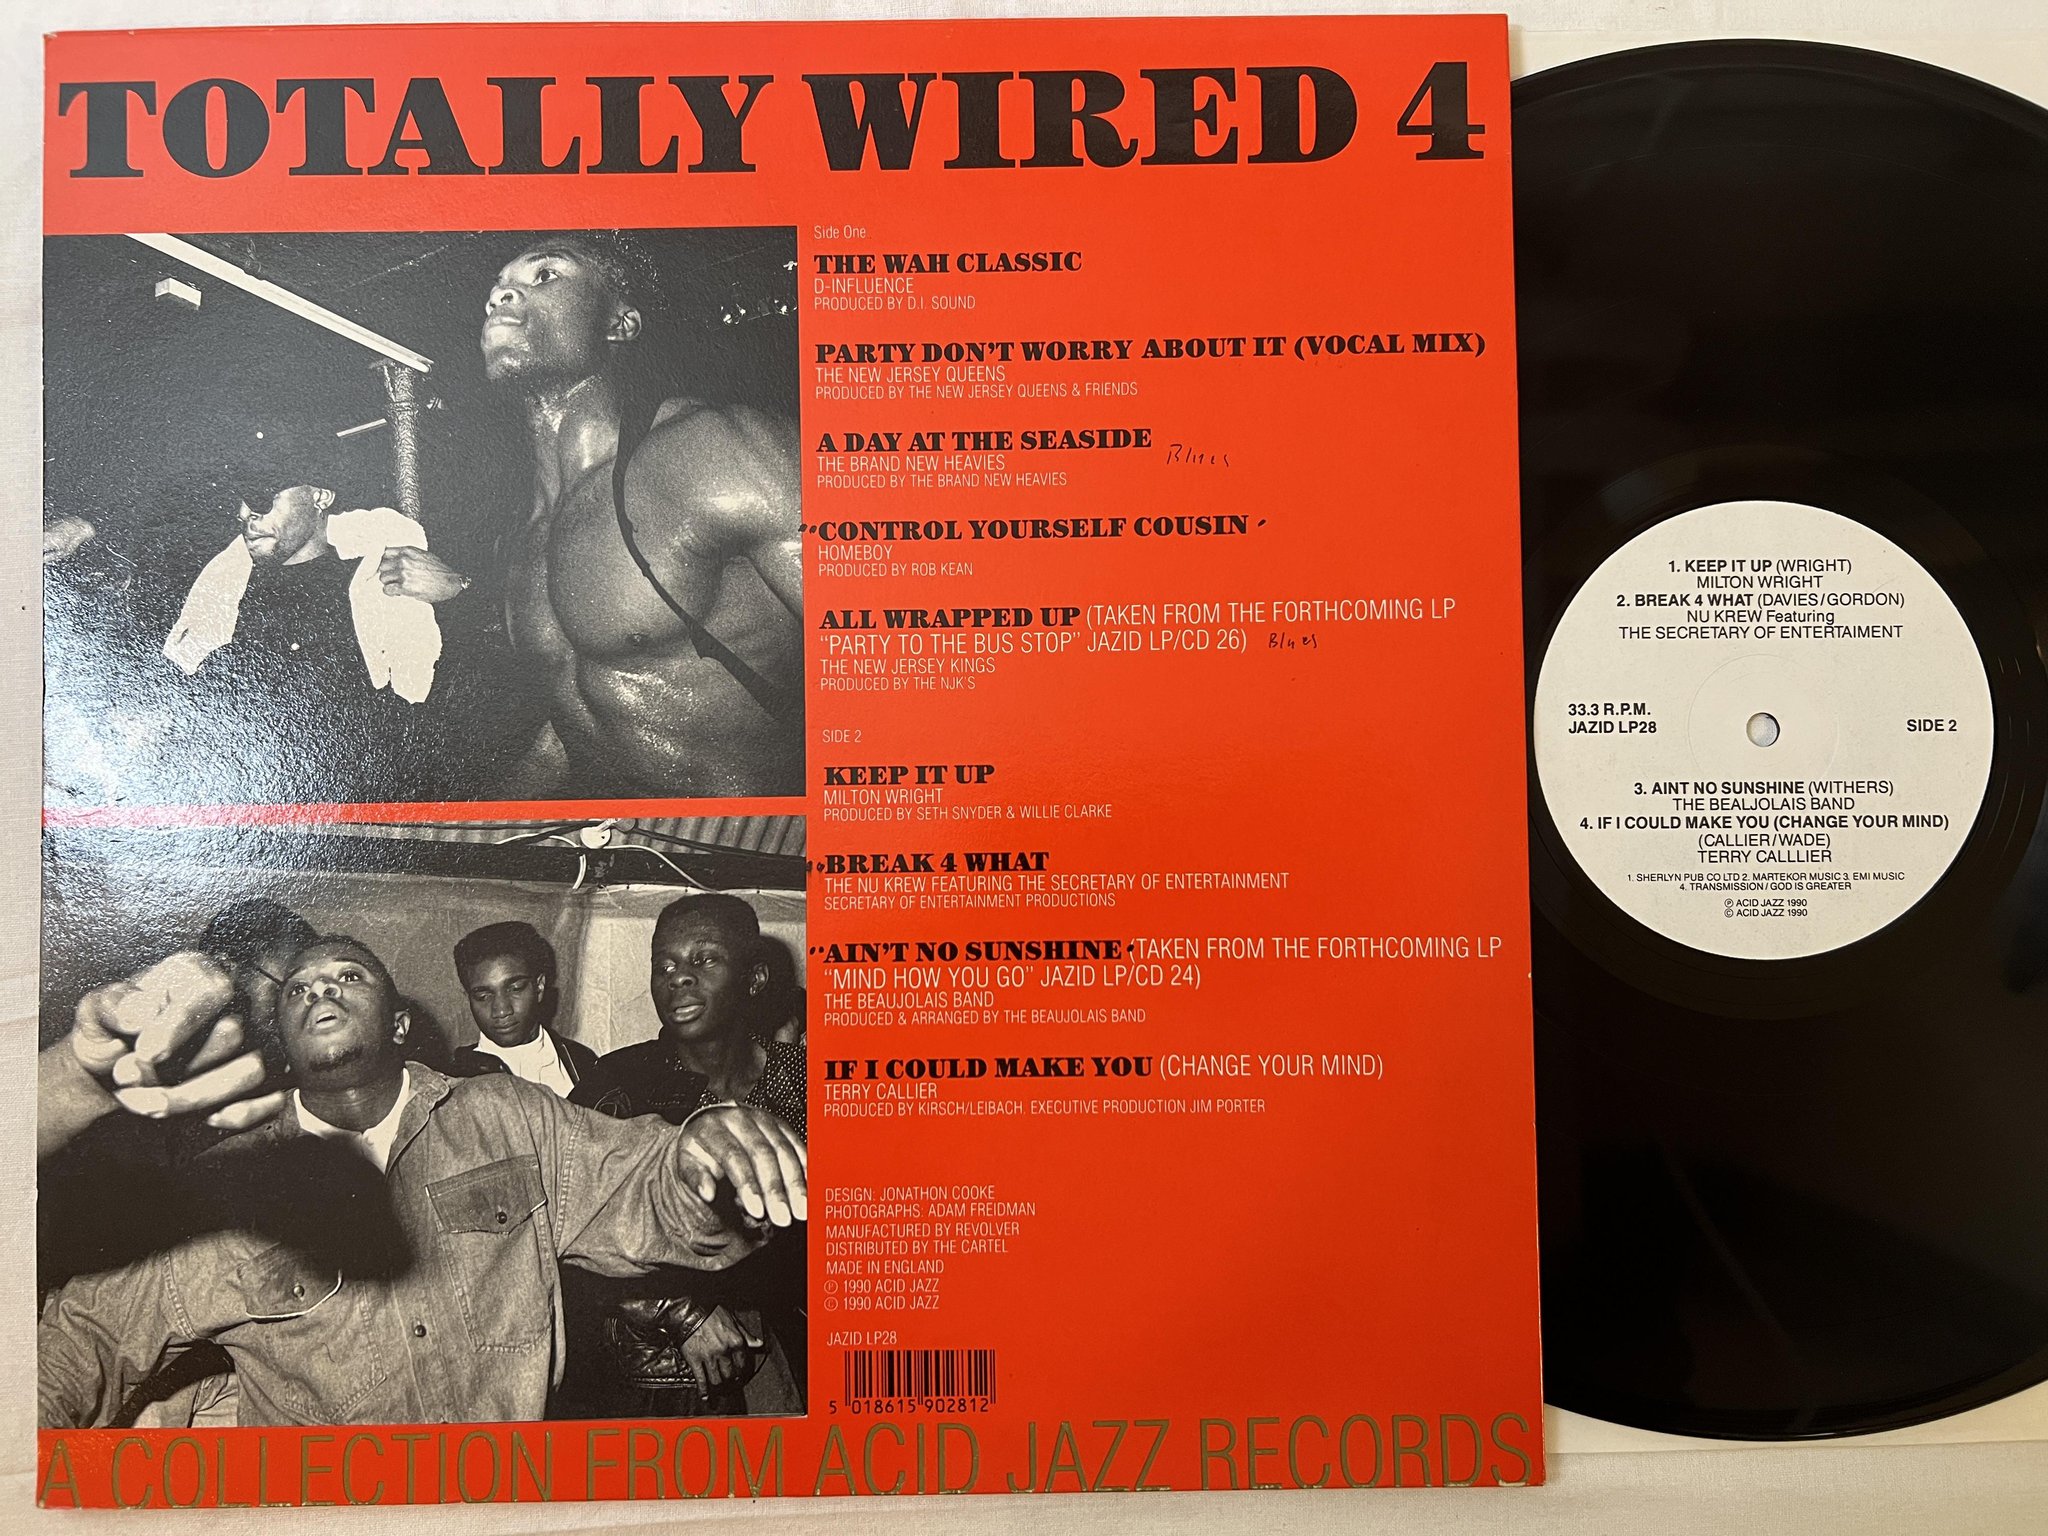 TOTALLY WIRED 4
Side One
THE WAH CLASSIC
D-INFLUENCE
PRODUCED BY D.I. SOUND
PARTY DON'T WORRY ABOUT IT (VOCAL MIX)
THE NEW JERSEY QUEENS
PRODUCED BY THE NEW JERSEY QUEENS & FRIENDS
A DAY AT THE SEASIDE
Blues
THE BRAND NEW HEAVIES
PRODUCED BY THE BRAND NEW HEAVIES
CONTROL YOURSELF COUSIN
HOMEBOY
PRODUCED BY ROB KEAN
ALL WRAPPED UP (TAKEN FROM THE FORTHCOMING LP
"PARTY TO THE BUS STOP" JAZID LP/CD 26) Blues
THE NEW JERSEY KINGS
PRODUCED BY THE NJK'S
SIDE 2
KEEP IT UP
MILTON WRIGHT
PRODUCED BY SETH SNYDER & WILLIE CLARKE
BREAK 4 WHAT
THE NU KREW FEATURING THE SECRETARY OF ENTERTAINMENT
SECRETARY OF ENTERTAINMENT PRODUCTIONS
AIN'T NO SUNSHINE (TAKEN FROM THE FORTHCOMING LP
"MIND HOW YOU GO" JAZID LP/CD 24)
THE BEAUJOLAIS BAND
PRODUCED & ARRANGED BY THE BEAUJOLAIS BAND
IF I COULD MAKE YOU (CHANGE YOUR MIND)
TERRY CALLIER
PRODUCED BY KIRSCH/LEIBACH. EXECUTIVE PRODUCTION JIM PORTER
DESIGN: JONATHON COOKE
PHOTOGRAPHS: ADAM FREIDMAN
MANUFACTURED BY REVOLVER
DISTRIBUTED BY THE CARTEL
MADE IN ENGLAND
℗ 1990 ACID JAZZ
© 1990 ACID JAZZ
JAZID LP28
5 018615 902812
A COLLECTION FROM ACID JAZZ RECORDS
1. KEEP IT UP (WRIGHT)
MILTON WRIGHT
2. BREAK 4 WHAT (DAVIES/GORDON)
NU KREW Featuring
THE SECRETARY OF ENTERTAIMENT
33.3 R.P.M.
JAZID LP28
SIDE 2
3. AINT NO SUNSHINE (WITHERS)
THE BEALJOLAIS BAND
4. IF I COULD MAKE YOU (CHANGE YOUR MIND)
(CALLIER/WADE)
TERRY CALLLIER
1. SHERLYN PUB CO LTD 2. MARTEKOR MUSIC 3. EMI MUSIC
4. TRANSMISSION/GOD IS GREATER
℗ ACID JAZZ 1990
© ACID JAZZ 1990